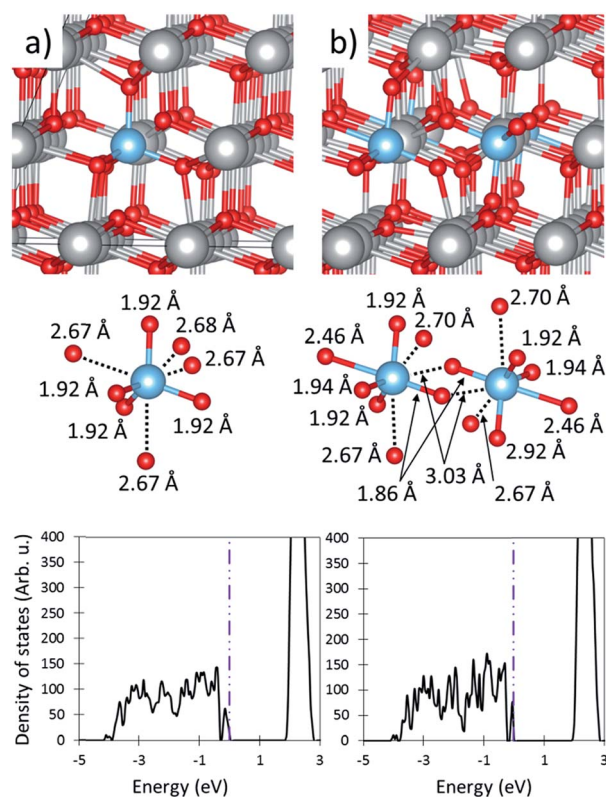 a)
b)
1.92 Å
2.68 Å
2.67 Å
2.67 Å
1.92 Å
1.92 Å
1.92 Å
2.67 Å
1.92 Å
2.70 Å
2.70 Å
2.46 Å
1.92 Å
1.94 Å
1.94 Å
1.92 Å
2.46 Å
2.67 Å
2.92 Å
3.03 Å
1.86 Å
2.67 Å
Density of states (Arb. u.)
400
350
300
250
200
150
100
50
0
-5 -3 -1 1 3
Energy (eV)
400
350
300
250
200
150
100
50
0
-5 -3 -1 1 3
Energy (eV)